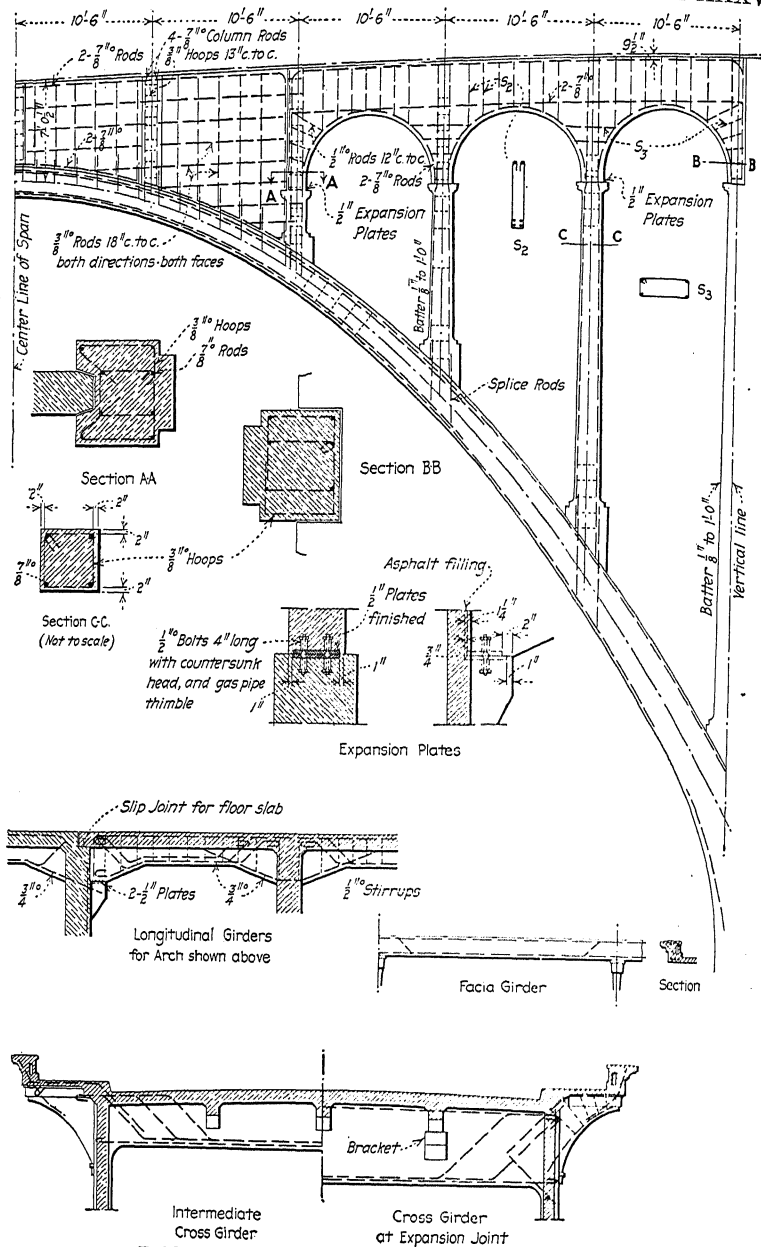 10'-6" 10'-6" 10'-6" 10'-6" 10'-6"
2-7/8"° Rods
4-7/8"° Column Rods
3/8"° Hoops 13"c.to c.
9 1/2"
S2
2-7/8"°
7'-0 1/2"
2-7/8"°
S3
1/2"° Rods 12"c. to c.
2-7/8"° Rods
A A
B B
1/2" Expansion
Plates
1/2" Expansion
Plates
3/8"° Rods 18"c.to c.
both directions-both faces
S2
C C
S3
Center Line of Span
Batter 1/8" to 1'-0"
3/8"° Hoops
7/8"° Rods
Splice Rods
Section A-A
Section B-B
2" 2"
2"
7/8"°
3/8"° Hoops
2"
Section C-C.
(Not to scale)
Batter 1/8" to 1'-0"
Vertical line
Asphalt filling
1/2" Plates
finished
1 1/4"
2"
1/2"° Bolts 4" long
with countersunk
head, and gas pipe
thimble
1"
1"
3/4"
1"
Expansion Plates
Slip Joint for floor slab
3/4"°
2-1/2" Plates
3/4"°
1/2"° Stirrups
Longitudinal Girders
for Arch shown above
Facia Girder
Section
Bracket
Intermediate
Cross Girder
Cross Girder
at Expansion Joint